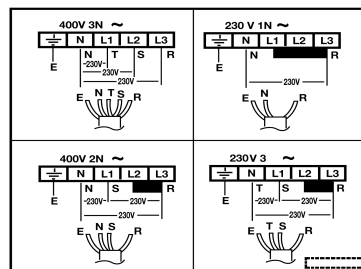 400V 3N ~
N L1 L2 L3
E N T S R
230V
230V
230V
E N T S R
230 V 1N ~
N L1 L2 L3
E N R
230V
E N R
400V 2N ~
N L1 L2 L3
E N S R
230V 230V
230V
E N S R
230V 3 ~
N L1 L2 L3
E T S R
230V 230V
230V
E T S R